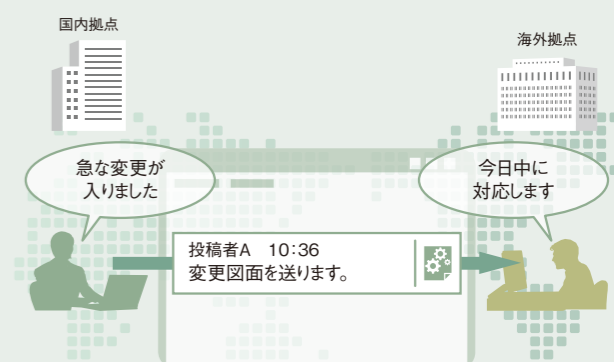 国内拠点
海外拠点
急な変更が
入りました
今日中に
対応します
投稿者A　10:36
変更図面を送ります。